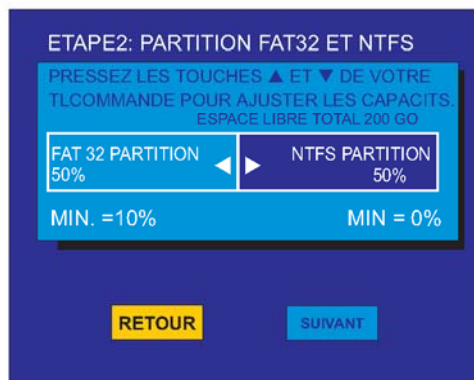 ETAPE2: PARTITION FAT32 ET NTFS
PRESSEZ LES TOUCHES ▲ ET ▼ DE VOTRE
TLCOMMANDE POUR AJUSTER LES CAPACITS.
ESPACE LIBRE TOTAL 200 GO
FAT 32 PARTITION
50%
NTFS PARTITION
50%
MIN. =10%
MIN = 0%
RETOUR
SUIVANT